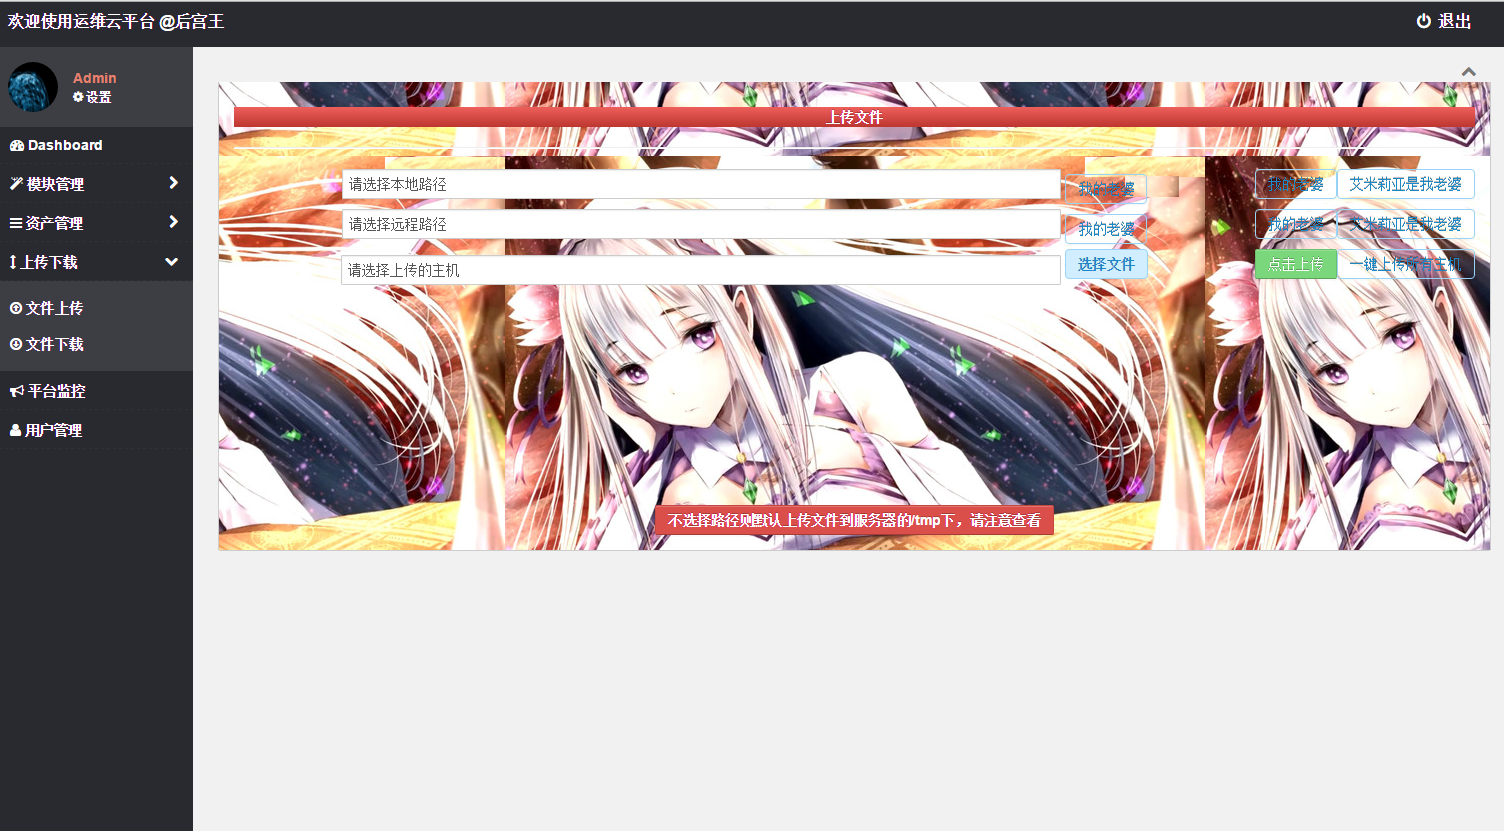 欢迎使用运维云平台 @后宫王
退出
Admin
设置
Dashboard
模块管理
资产管理
上传下载
文件上传
文件下载
平台监控
用户管理
上传文件
请选择本地路径 我的老婆 我的老婆 艾米莉亚是我老婆
请选择远程路径 我的老婆 我的老婆 艾米莉亚是我老婆
请选择上传的主机 选择文件 点击上传 一键上传所有主机
不选择路径则默认上传文件到服务器的/tmp下，请注意查看